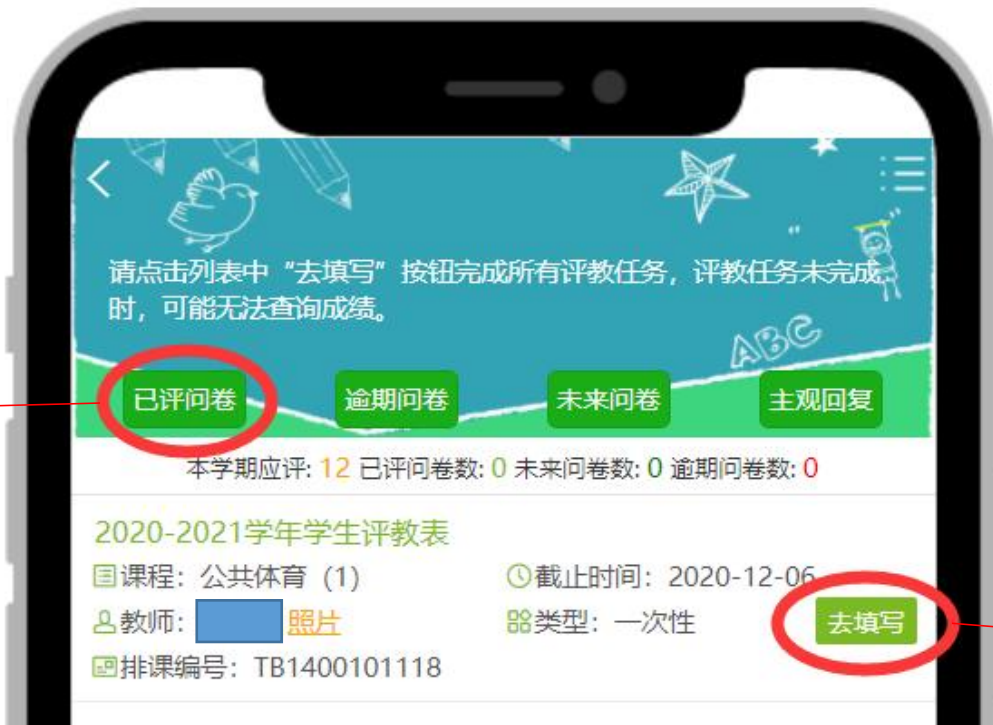 请点击列表中“去填写”按钮完成所有评教任务，评教任务未完成
时，可能无法查询成绩。
ABC
已评问卷 逾期问卷 未来问卷 主观回复
本学期应评: 12 已评问卷数: 0 未来问卷数: 0 逾期问卷数: 0
2020-2021学年学生评教表
课程：公共体育（1） 截止时间：2020-12-06
教师： 照片 类型：一次性 去填写
排课编号：TB1400101118